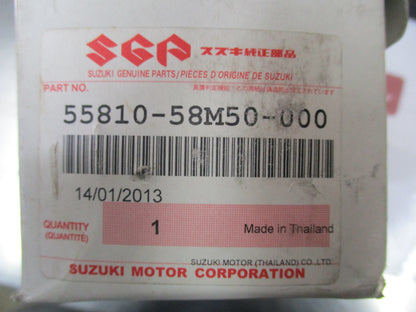 SGP スズキ純正部品
SUZUKI GENUINE PARTS/PIÈCES D'ORIGINE DE SUZUKI
PART NO.
55810-58M50-000
14/01/2013
QUANTITY
(QUANTITÉ)
1
Made in Thailand
SUZUKI MOTOR (THAILAND) CO.,LTD.
SUZUKI MOTOR CORPORATION